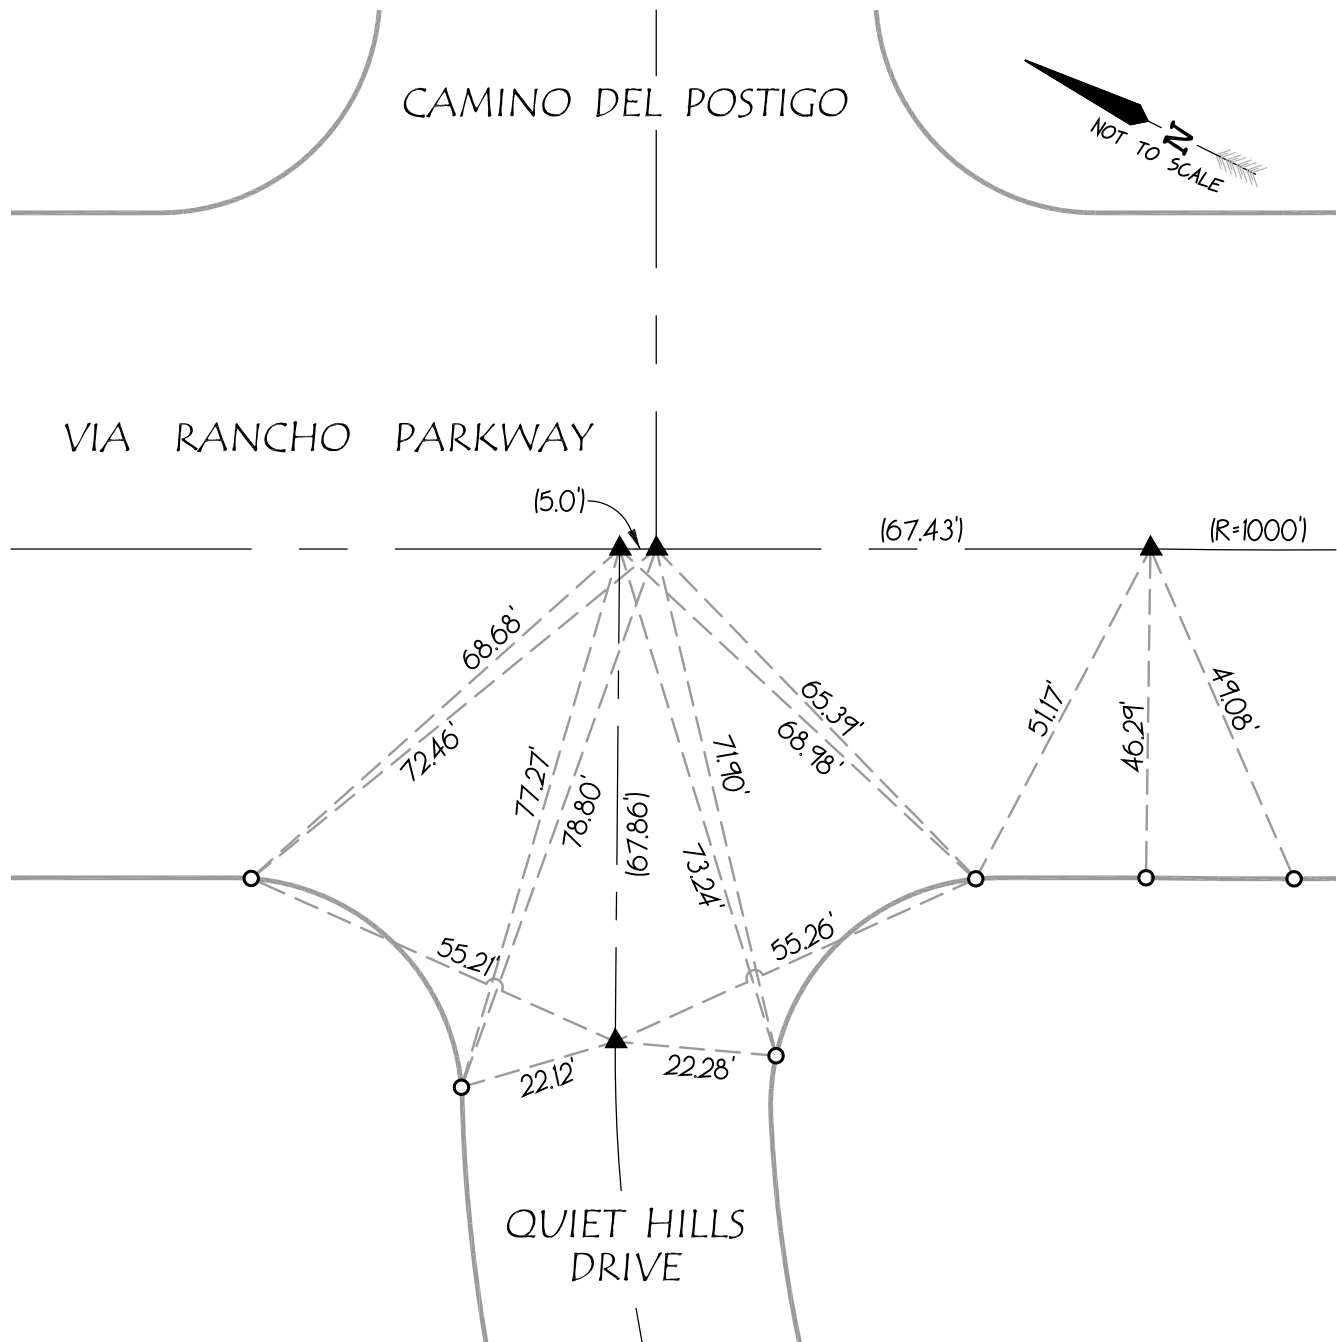 CAMINO DEL POSTIGO
N
NOT TO SCALE
VIA RANCHO PARKWAY
(5.0')
(67.43')
(R=1000')
68.68'
72.46'
77.27'
78.80'
(67.86')
71.90'
73.24'
65.39'
68.98'
51.17'
46.29'
49.08'
55.21'
55.26'
22.12'
22.28'
QUIET HILLS
DRIVE